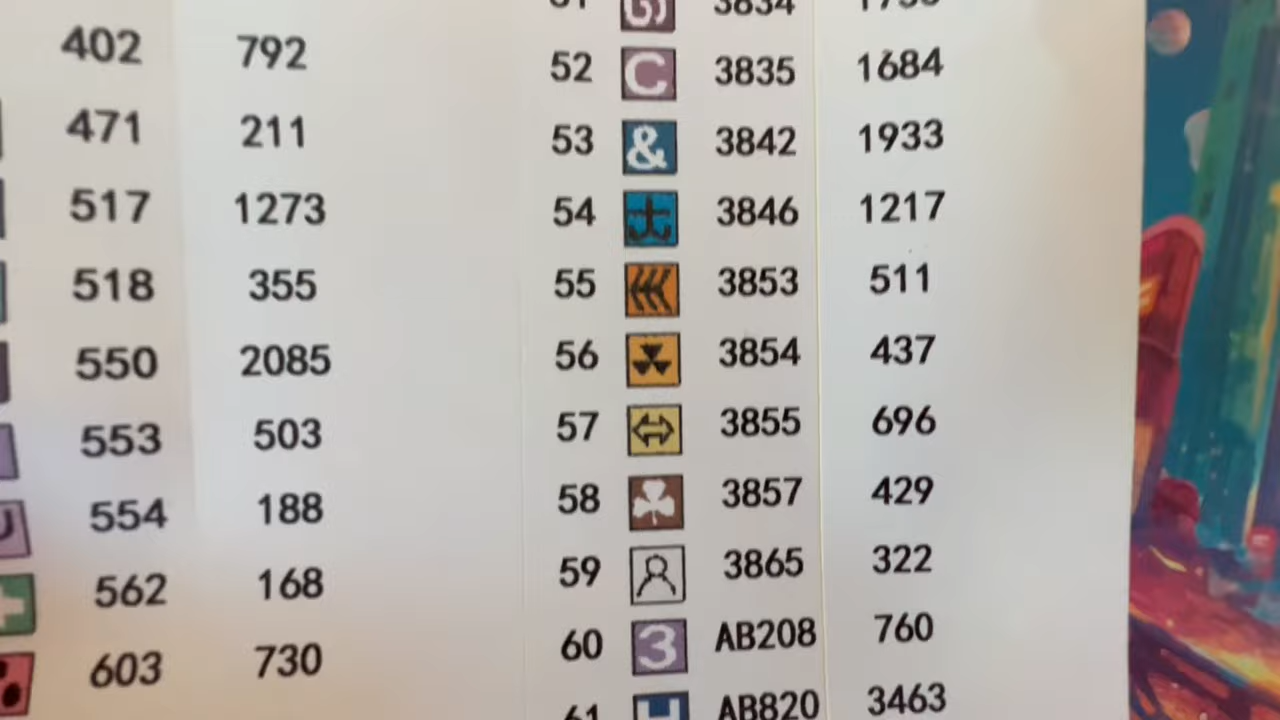 402 792
471 211
517 1273
518 355
550 2085
553 503
554 188
562 168
603 730
52 C 3835 1684
53 & 3842 1933
54 3846 1217
55 3853 511
56 3854 437
57 3855 696
58 3857 429
59 3865 322
60 3 AB208 760
61 H AB820 3463